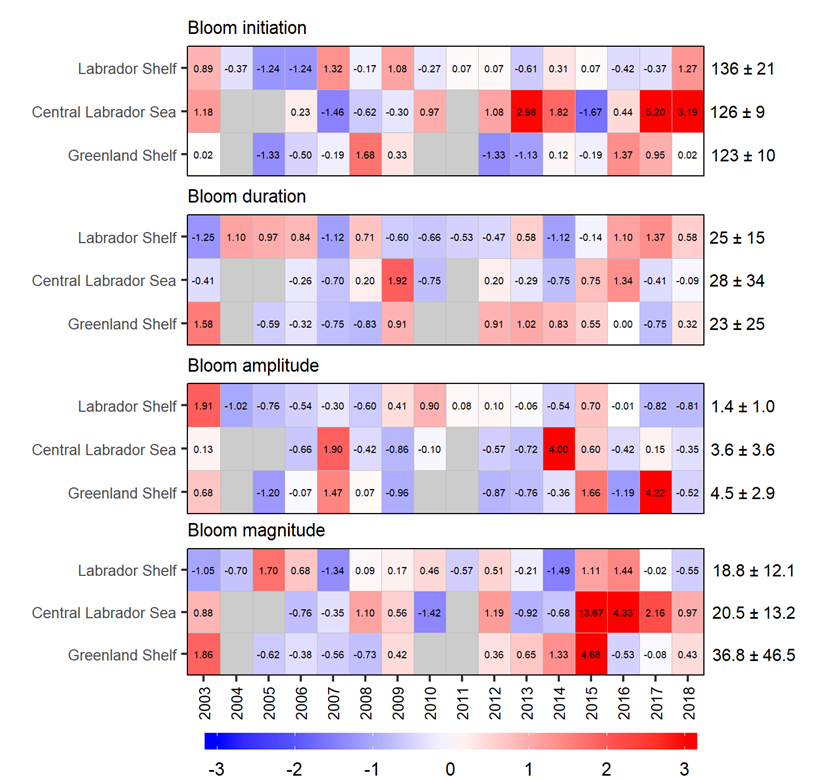 Bloom initiation
Labrador Shelf 0.89 -0.37 -1.24 -1.24 1.32 -0.17 1.08 -0.27 0.07 0.07 -0.61 0.31 0.07 -0.42 -0.37 1.27 136 ± 21
Central Labrador Sea 1.18 0.23 -1.46 -0.62 -0.30 0.97 1.08 2.98 1.82 -1.67 0.44 5.20 3.19 126 ± 9
Greenland Shelf 0.02 -1.33 -0.50 -0.19 1.68 0.33 -1.33 -1.13 0.12 -0.19 1.37 0.95 0.02 123 ± 10
Bloom duration
Labrador Shelf -1.25 1.10 0.97 0.84 -1.12 0.71 -0.60 -0.66 -0.53 -0.47 0.58 -1.12 -0.14 1.10 1.37 0.58 25 ± 15
Central Labrador Sea -0.41 -0.26 -0.70 0.20 1.92 -0.75 0.20 -0.29 -0.75 0.75 1.34 -0.41 -0.09 28 ± 34
Greenland Shelf 1.58 -0.59 -0.32 -0.75 -0.83 0.91 0.91 1.02 0.83 0.55 0.00 -0.75 0.32 23 ± 25
Bloom amplitude
Labrador Shelf 1.91 -1.02 -0.76 -0.54 -0.30 -0.60 0.41 0.90 0.08 0.10 -0.06 -0.54 0.70 -0.01 -0.82 -0.81 1.4 ± 1.0
Central Labrador Sea 0.13 -0.66 1.90 -0.42 -0.86 -0.10 -0.57 -0.72 4.00 0.60 -0.42 0.15 -0.35 3.6 ± 3.6
Greenland Shelf 0.68 -1.20 -0.07 1.47 0.07 -0.96 -0.87 -0.76 -0.36 1.66 -1.19 4.22 -0.52 4.5 ± 2.9
Bloom magnitude
Labrador Shelf -1.05 -0.70 1.70 0.68 -1.34 0.09 0.17 0.46 -0.57 0.51 -0.21 -1.49 1.11 1.44 -0.02 -0.55 18.8 ± 12.1
Central Labrador Sea 0.88 -0.76 -0.35 1.10 0.56 -1.42 1.19 -0.92 -0.68 13.67 4.33 2.16 0.97 20.5 ± 13.2
Greenland Shelf 1.86 -0.62 -0.38 -0.56 -0.73 0.42 0.36 0.65 1.33 4.68 -0.53 -0.08 0.43 36.8 ± 46.5
2003 2004 2005 2006 2007 2008 2009 2010 2011 2012 2013 2014 2015 2016 2017 2018
-3 -2 -1 0 1 2 3